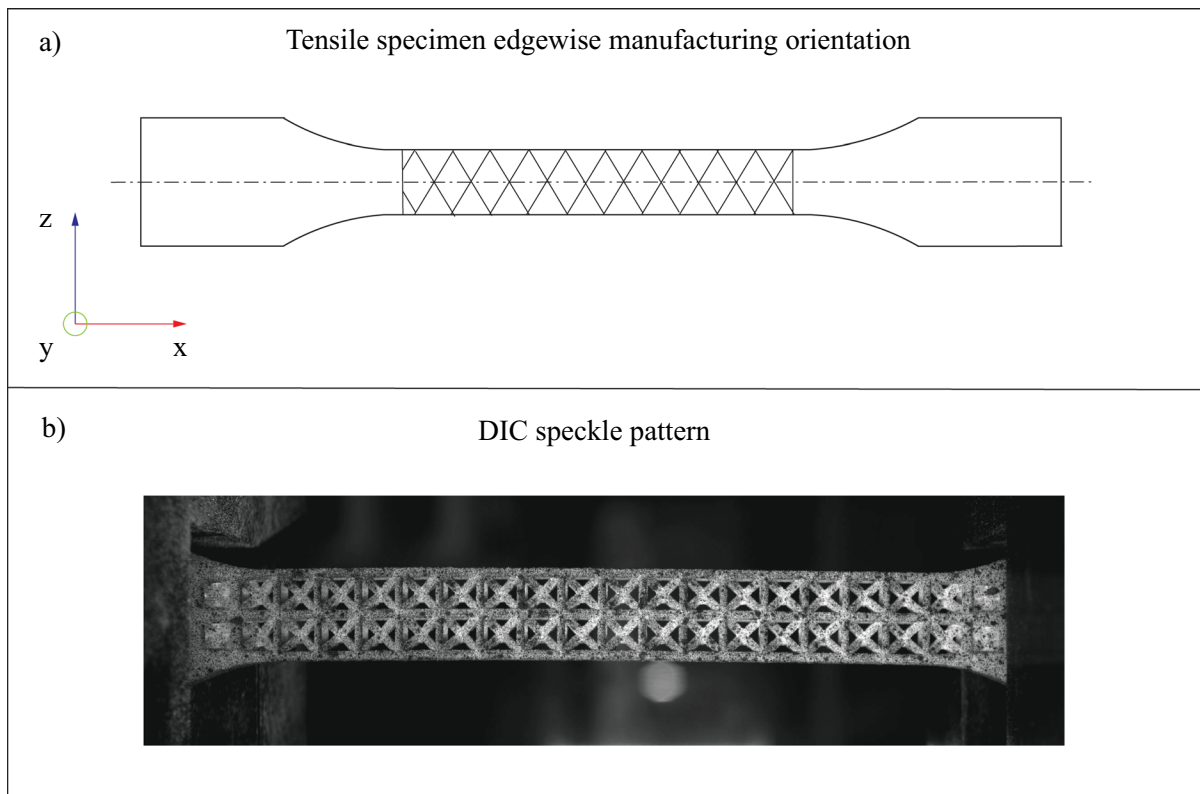 a)
Tensile specimen edgewise manufacturing orientation
z
y
x
b)
DIC speckle pattern